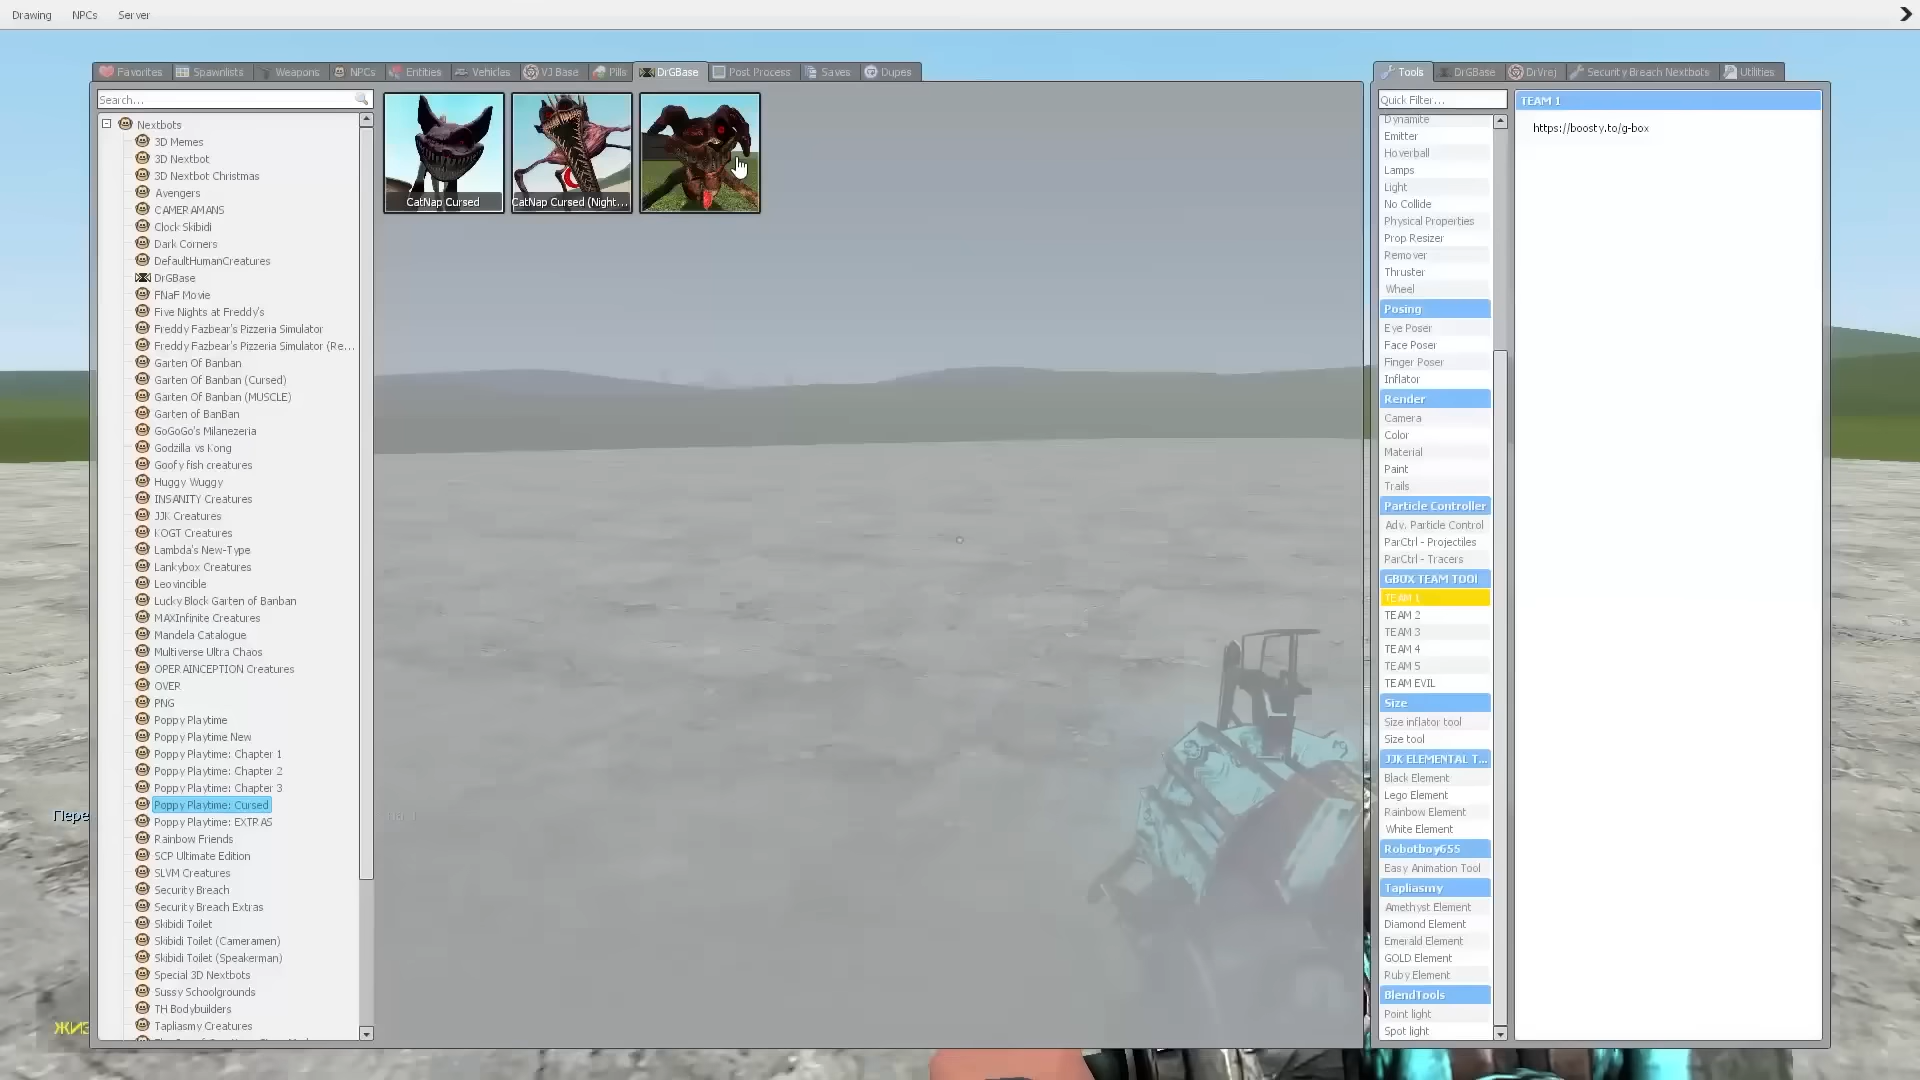 Drawing NPCs Server
Favorites Spawnlists Weapons NPCs Entities Vehicles VJ Base Pills DrGBase Post Process Saves Dupes
Search...
Nextbots
3D Memes
3D Nextbot
3D Nextbot Christmas
Avengers
CAMERAMANS
Clock Skibidi
Dark Corners
DefaultHumanCreatures
DrGBase
FNaF Movie
Five Nights at Freddy's
Freddy Fazbear's Pizzeria Simulator
Freddy Fazbear's Pizzeria Simulator (Re...
Garten Of Banban
Garten Of Banban (Cursed)
Garten Of Banban (MUSCLE)
Garten of BanBan
GoGoGo's Milanezeria
Godzilla vs Kong
Goofy fish creatures
Huggy Wuggy
INSANITY Creatures
JJK Creatures
KOGT Creatures
Lambda's New-Type
Lankybox Creatures
Leovincible
Lucky Block Garten of Banban
MAXInfinite Creatures
Mandela Catalogue
Multiverse Ultra Chaos
OPERAINCEPTION Creatures
OVER
PNG
Poppy Playtime
Poppy Playtime New
Poppy Playtime: Chapter 1
Poppy Playtime: Chapter 2
Poppy Playtime: Chapter 3
Poppy Playtime: Cursed
Poppy Playtime: EXTRAS
Rainbow Friends
SCP Ultimate Edition
SLVM Creatures
Security Breach
Security Breach Extras
Skibidi Toilet
Skibidi Toilet (Cameramen)
Skibidi Toilet (Speakerman)
Special 3D Nextbots
Sussy Schoolgrounds
TH Bodybuilders
Tapliasmy Creatures
CatNap Cursed
CatNap Cursed (Night...
Пере
ЖИЗ
Tools DrGBase DrVrej Security Breach Nextbots Utilities
Quick Filter...
Dynamite
Emitter
Hoverball
Lamps
Light
No Collide
Physical Properties
Prop Resizer
Remover
Thruster
Wheel
Posing
Eye Poser
Face Poser
Finger Poser
Inflator
Render
Camera
Color
Material
Paint
Trails
Particle Controller
Adv. Particle Control
ParCtrl - Projectiles
ParCtrl - Tracers
GBOX TEAM TOOl
TEAM 1
TEAM 2
TEAM 3
TEAM 4
TEAM 5
TEAM EVIL
Size
Size inflator tool
Size tool
JJK ELEMENTAL T...
Black Element
Lego Element
Rainbow Element
White Element
Robotboy655
Easy Animation Tool
Tapliasmy
Amethyst Element
Diamond Element
Emerald Element
GOLD Element
Ruby Element
BlendTools
Point light
Spot light
TEAM 1
https://boosty.to/g-box